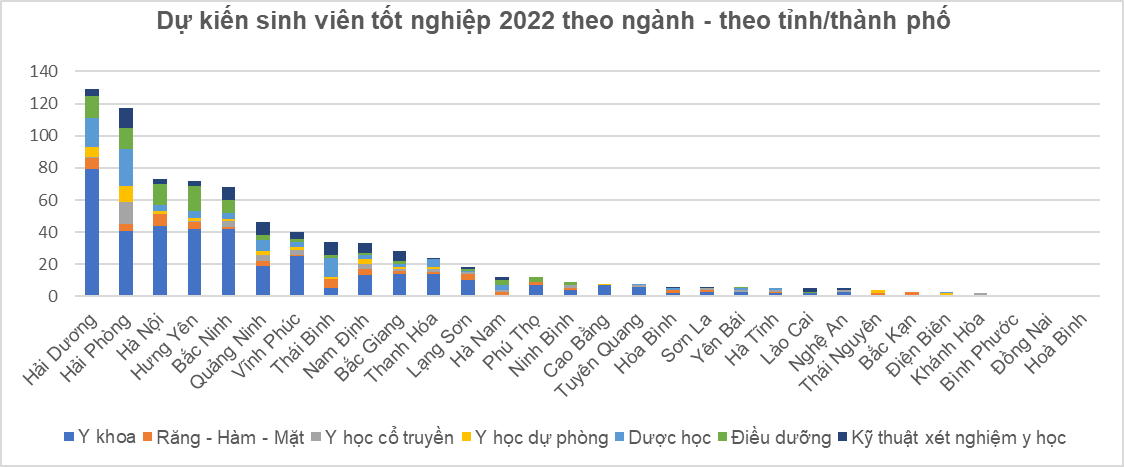 Dự kiến sinh viên tốt nghiệp 2022 theo ngành - theo tỉnh/thành phố
140
120
100
80
60
40
20
0
Hải Dương
Hải Phòng
Hà Nội
Hưng Yên
Bắc Ninh
Quảng Ninh
Vĩnh Phúc
Thái Bình
Nam Định
Bắc Giang
Thanh Hóa
Lạng Sơn
Hà Nam
Phú Thọ
Ninh Bình
Cao Bằng
Tuyên Quang
Hòa Bình
Sơn La
Yên Bái
Hà Tĩnh
Lào Cai
Nghệ An
Thái Nguyên
Bắc Kạn
Điện Biên
Khánh Hòa
Bình Phước
Đồng Nai
Hoà Bình
Y khoa
Răng - Hàm - Mặt
Y học cổ truyền
Y học dự phòng
Dược học
Điều dưỡng
Kỹ thuật xét nghiệm y học